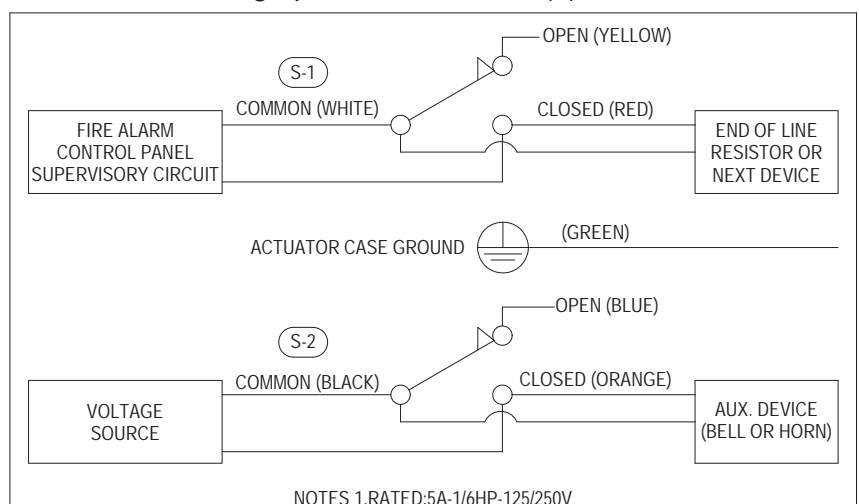 OPEN (YELLOW)
S-1
COMMON (WHITE)
CLOSED (RED)
FIRE ALARM
CONTROL PANEL
SUPERVISORY CIRCUIT
END OF LINE
RESISTOR OR
NEXT DEVICE
ACTUATOR CASE GROUND
(GREEN)
OPEN (BLUE)
S-2
COMMON (BLACK)
CLOSED (ORANGE)
VOLTAGE
SOURCE
AUX. DEVICE
(BELL OR HORN)
NOTES 1.RATED:5A-1/6HP-125/250V